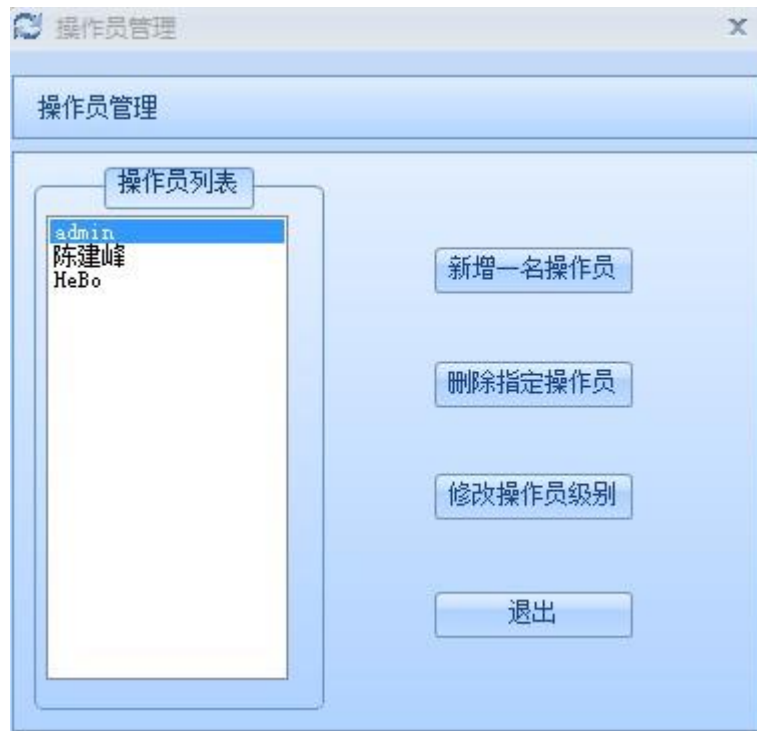 操作员管理
操作员管理
操作员列表
admin
陈建峰
HeBo
新增一名操作员
删除指定操作员
修改操作员级别
退出